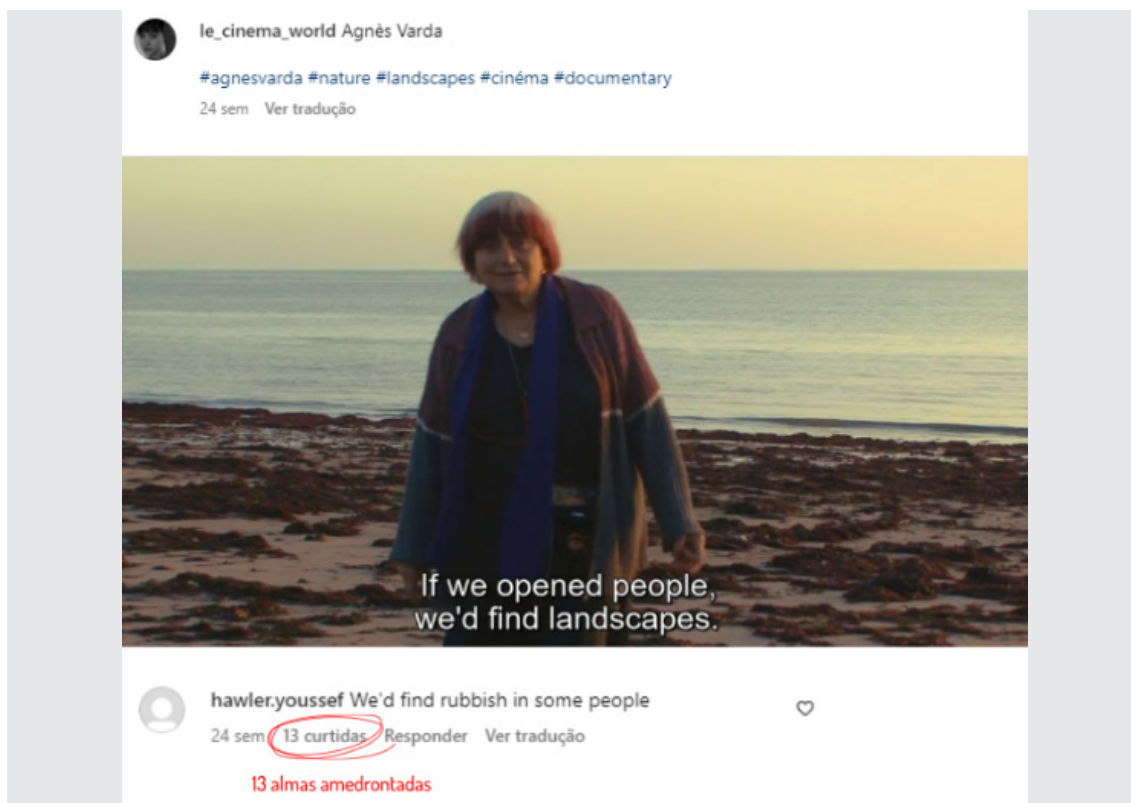 le_cinema_world Agnès Varda
#agnesvarda #nature #landscapes #cinéma #documentary
24 sem Ver tradução
If we opened people,
we'd find landscapes.
hawler.youssef We'd find rubbish in some people
24 sem 13 curtidas Responder Ver tradução
13 almas amedrontadas